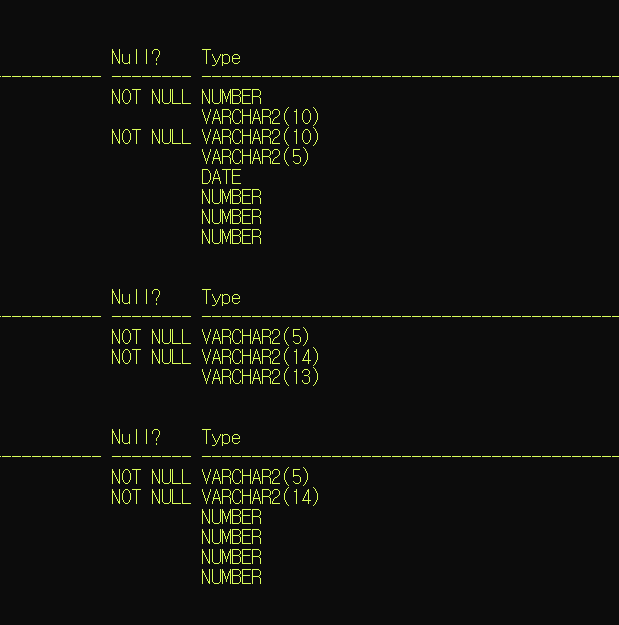 Null?    Type
----------- -------- ------------------------------------------
NOT NULL NUMBER
VARCHAR2(10)
NOT NULL VARCHAR2(10)
VARCHAR2(5)
DATE
NUMBER
NUMBER
NUMBER
Null?    Type
----------- -------- ------------------------------------------
NOT NULL VARCHAR2(5)
NOT NULL VARCHAR2(14)
VARCHAR2(13)
Null?    Type
----------- -------- ------------------------------------------
NOT NULL VARCHAR2(5)
NOT NULL VARCHAR2(14)
NUMBER
NUMBER
NUMBER
NUMBER